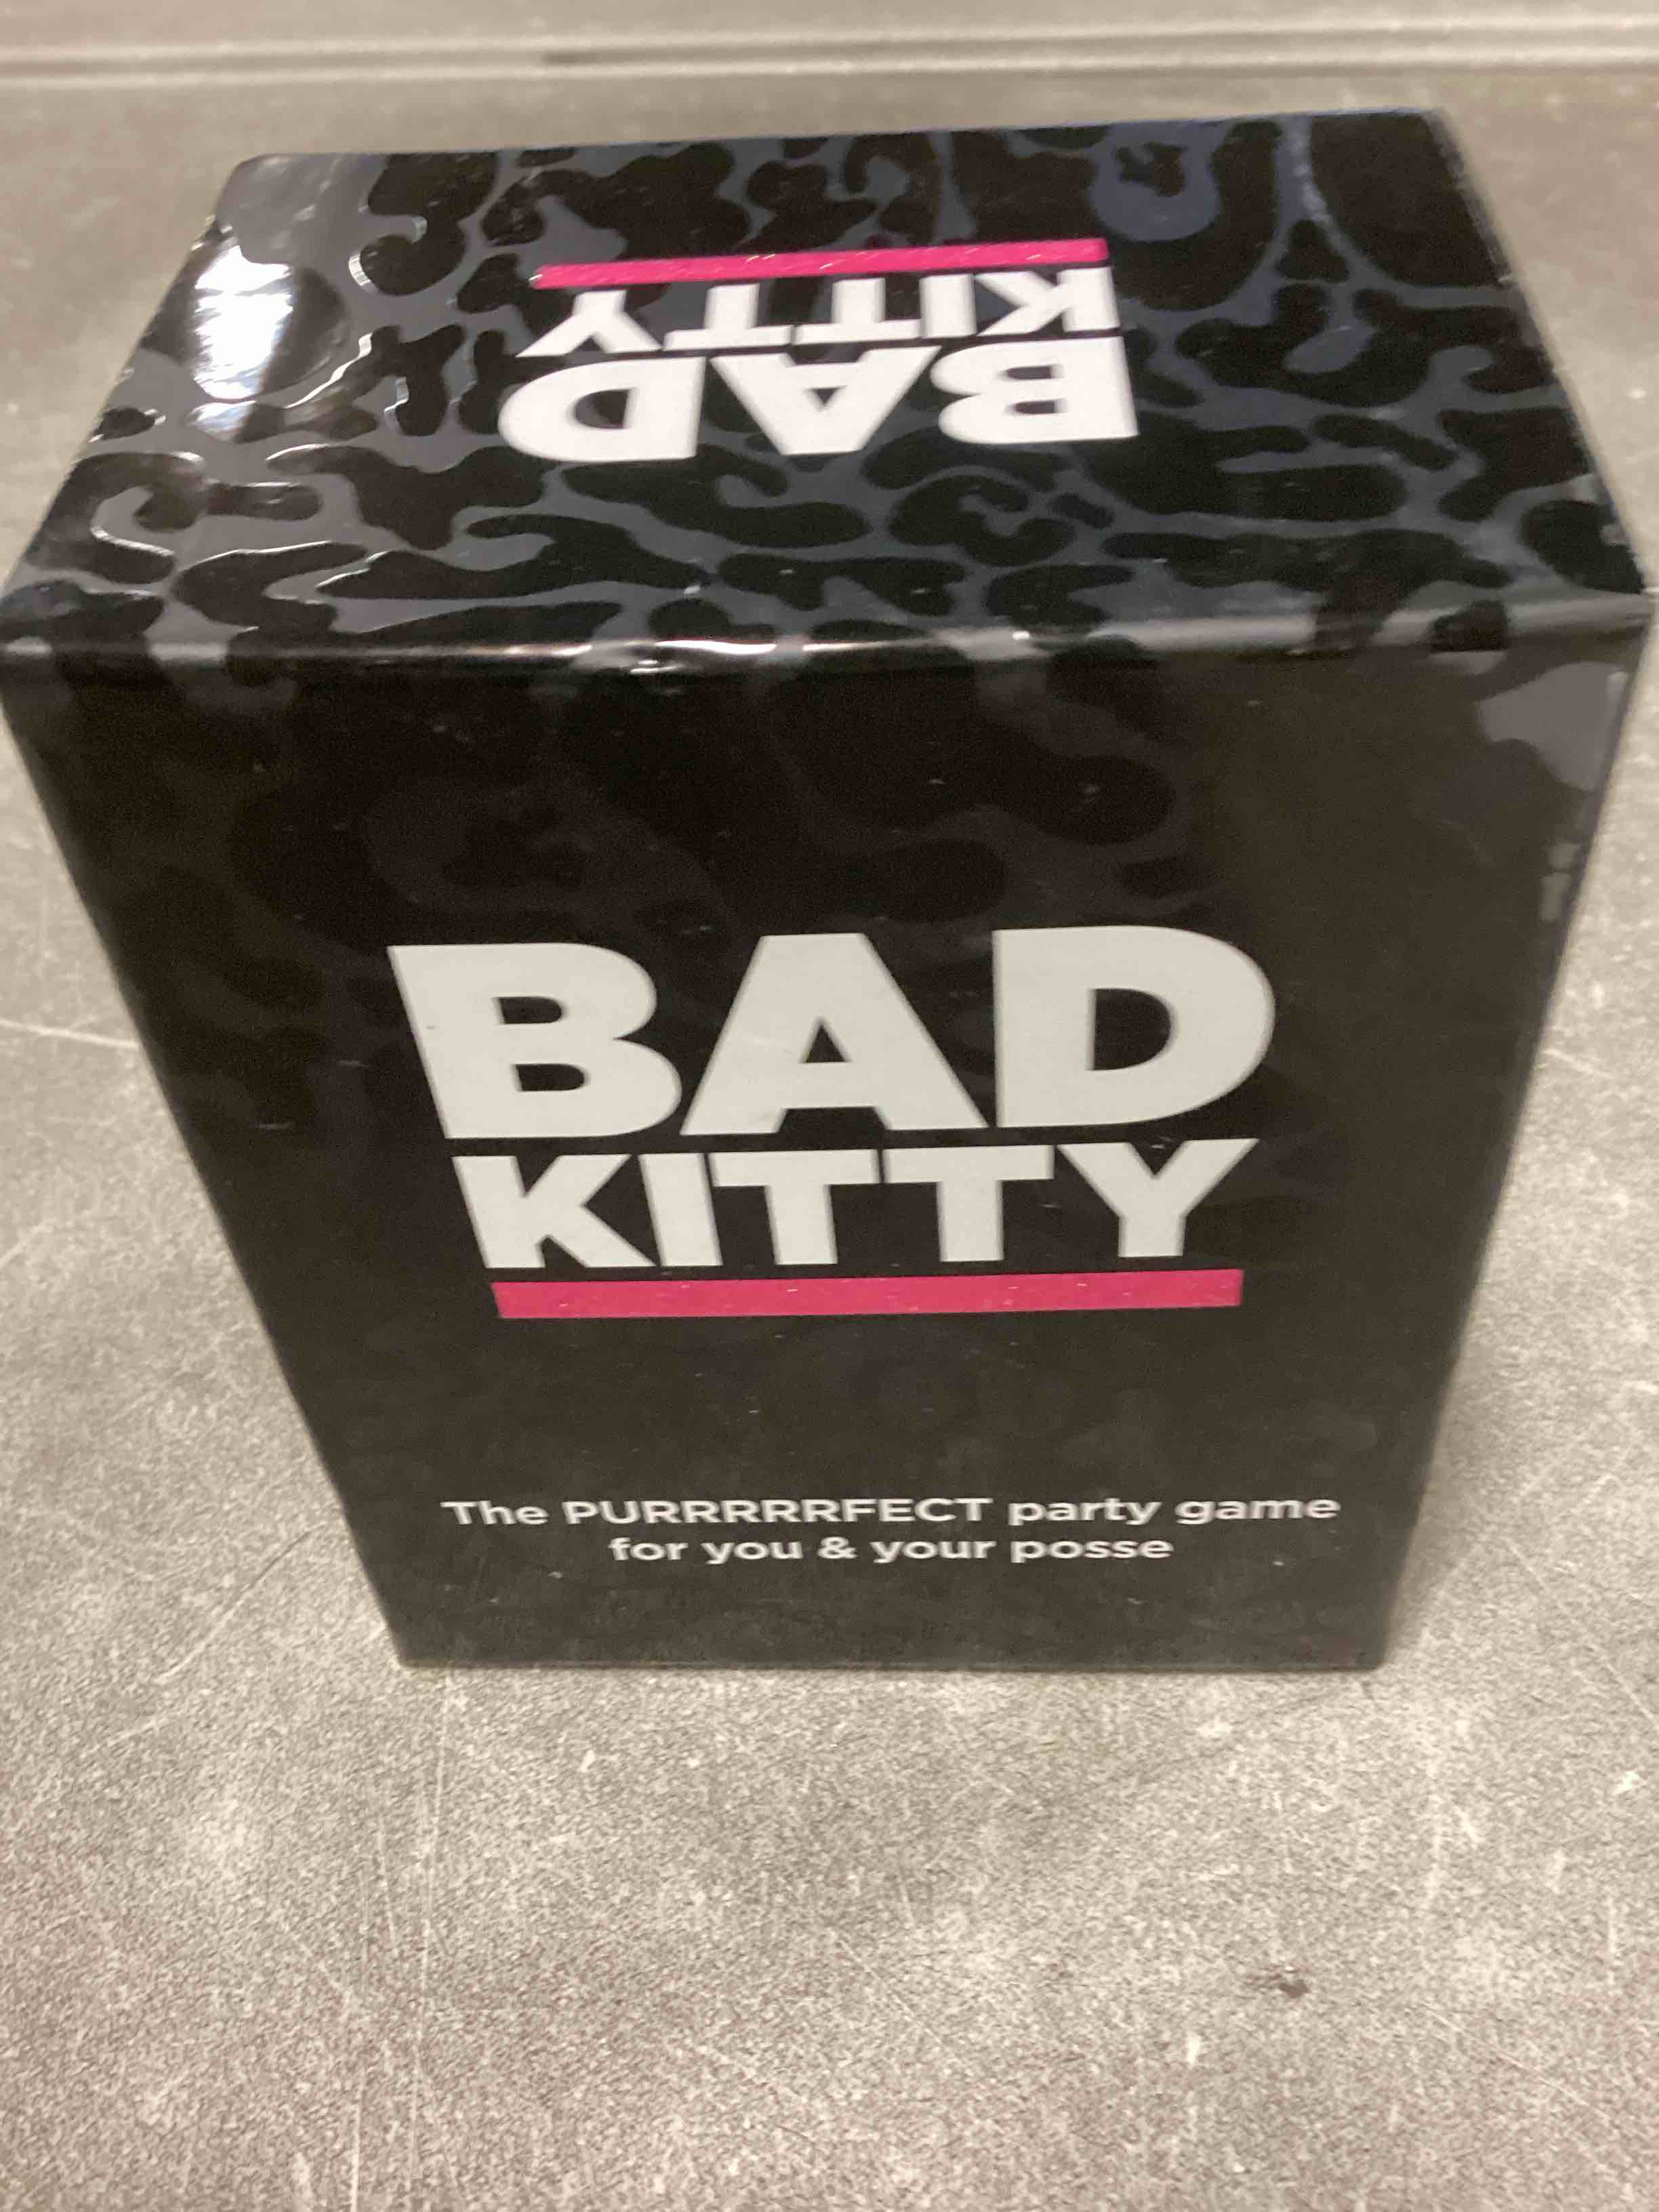 BAD
KITTY
BAD
KITTY
The PURRRRRRFECT party game
for you & your posse